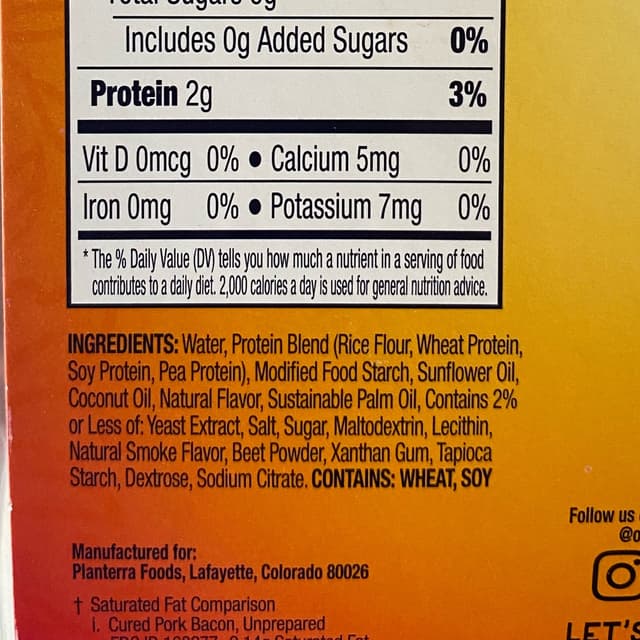 Total Sugars 0g
Includes 0g Added Sugars 0%
Protein 2g 3%
Vit D 0mcg 0% • Calcium 5mg 0%
Iron 0mg 0% • Potassium 7mg 0%
* The % Daily Value (DV) tells you how much a nutrient in a serving of food
contributes to a daily diet. 2,000 calories a day is used for general nutrition advice.
INGREDIENTS: Water, Protein Blend (Rice Flour, Wheat Protein,
Soy Protein, Pea Protein), Modified Food Starch, Sunflower Oil,
Coconut Oil, Natural Flavor, Sustainable Palm Oil, Contains 2%
or Less of: Yeast Extract, Salt, Sugar, Maltodextrin, Lecithin,
Natural Smoke Flavor, Beet Powder, Xanthan Gum, Tapioca
Starch, Dextrose, Sodium Citrate. CONTAINS: WHEAT, SOY
Manufactured for:
Planterra Foods, Lafayette, Colorado 80026
† Saturated Fat Comparison
i. Cured Pork Bacon, Unprepared
Saturated Fat
Follow us
@o
LET'S